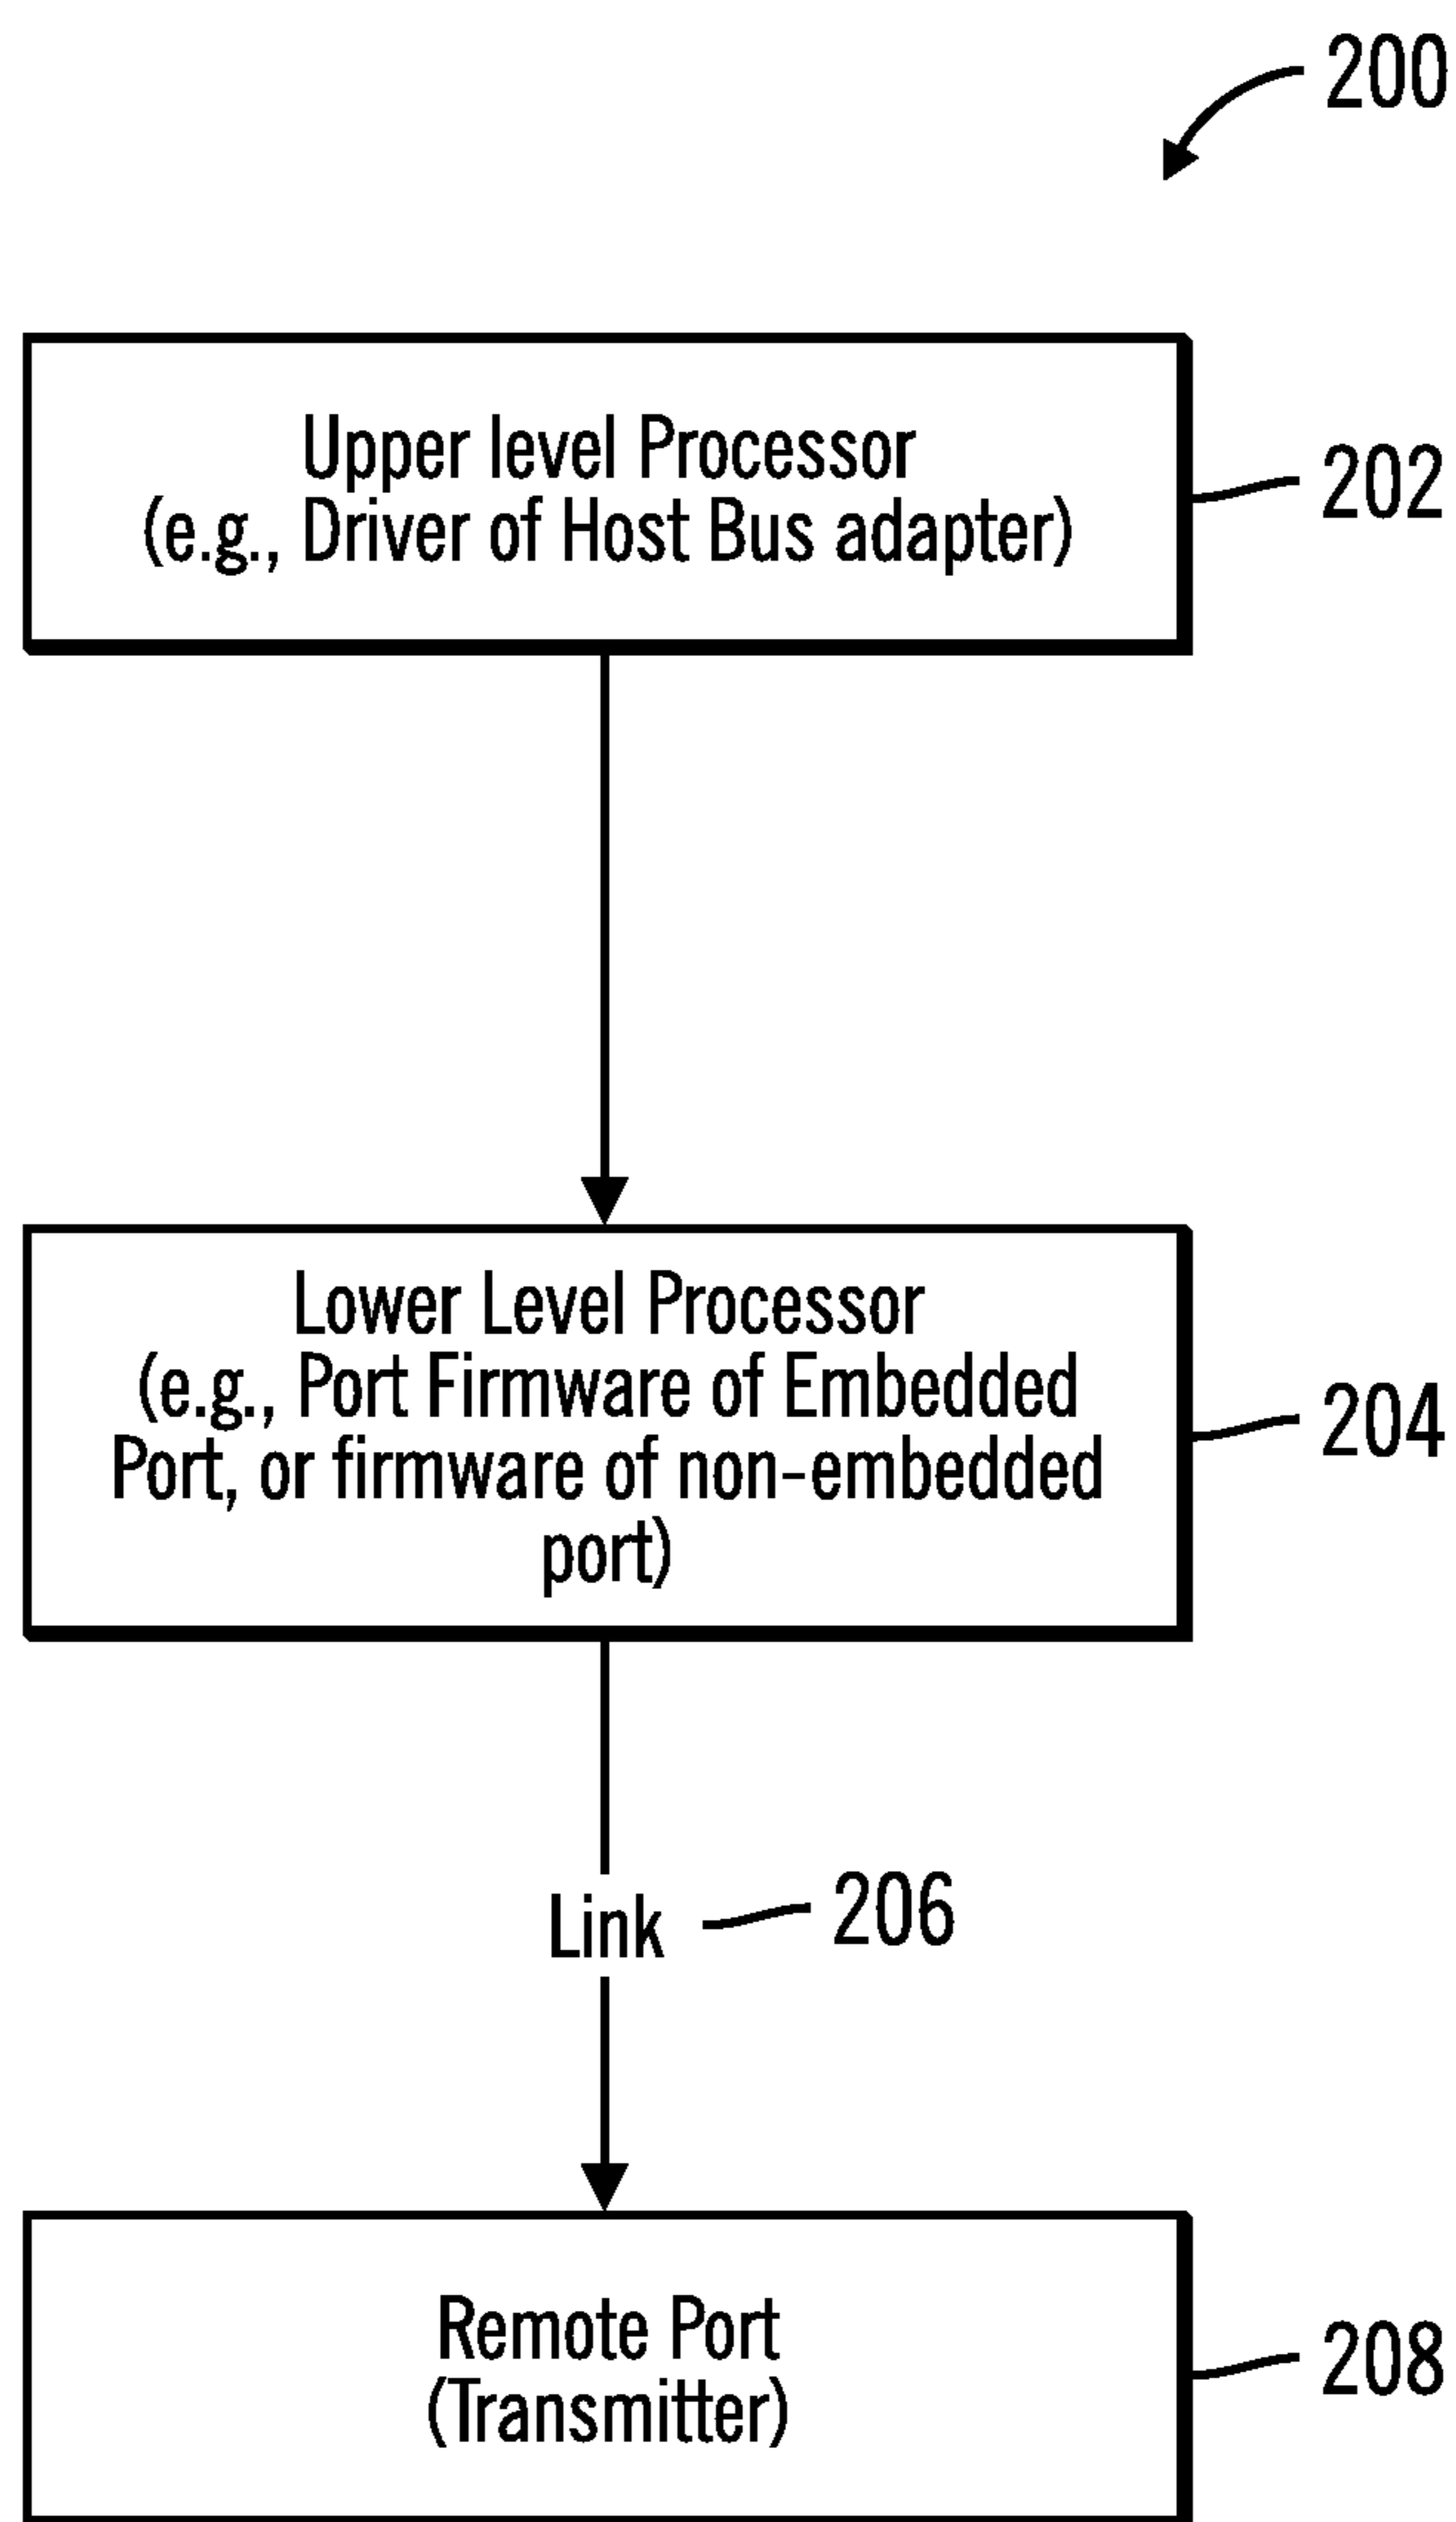 200
Upper level Processor
(e.g., Driver of Host Bus adapter)
202
Lower Level Processor
(e.g., Port Firmware of Embedded
Port, or firmware of non-embedded
port)
204
Link
206
Remote Port
(Transmitter)
208